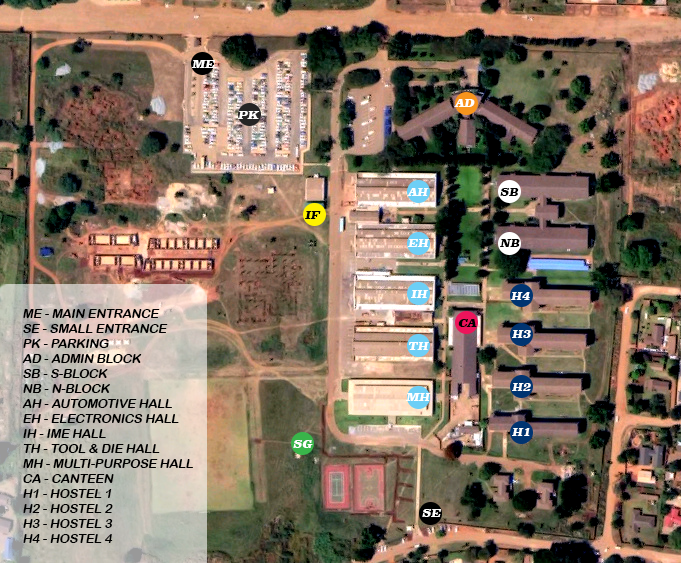 ME
PK
AD
AH
SB
IF
EH
NB
IH
H4
CA
H3
TH
H2
MH
H1
SG
SE
ME - MAIN ENTRANCE
SE - SMALL ENTRANCE
PK - PARKING
AD - ADMIN BLOCK
SB - S-BLOCK
NB - N-BLOCK
AH - AUTOMOTIVE HALL
EH - ELECTRONICS HALL
IH - IME HALL
TH - TOOL & DIE HALL
MH - MULTI-PURPOSE HALL
CA - CANTEEN
H1 - HOSTEL 1
H2 - HOSTEL 2
H3 - HOSTEL 3
H4 - HOSTEL 4